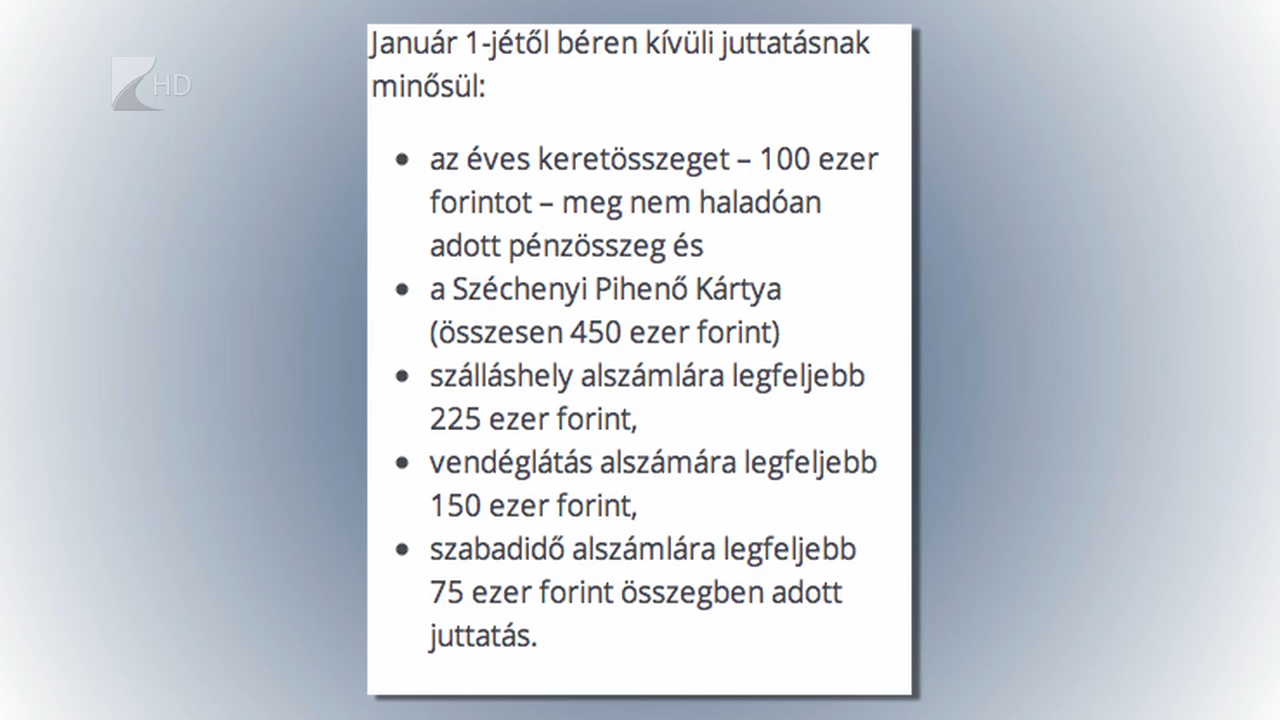 Január 1-jétől béren kívüli juttatásnak
minősül:
HD
• az éves keretösszeget – 100 ezer
forintot – meg nem haladóan
adott pénzösszeg és
• a Széchenyi Pihenő Kártya
(összesen 450 ezer forint)
• szálláshely alszámlára legfeljebb
225 ezer forint,
• vendéglátás alszámára legfeljebb
150 ezer forint,
• szabadidő alszámlára legfeljebb
75 ezer forint összegben adott
juttatás.